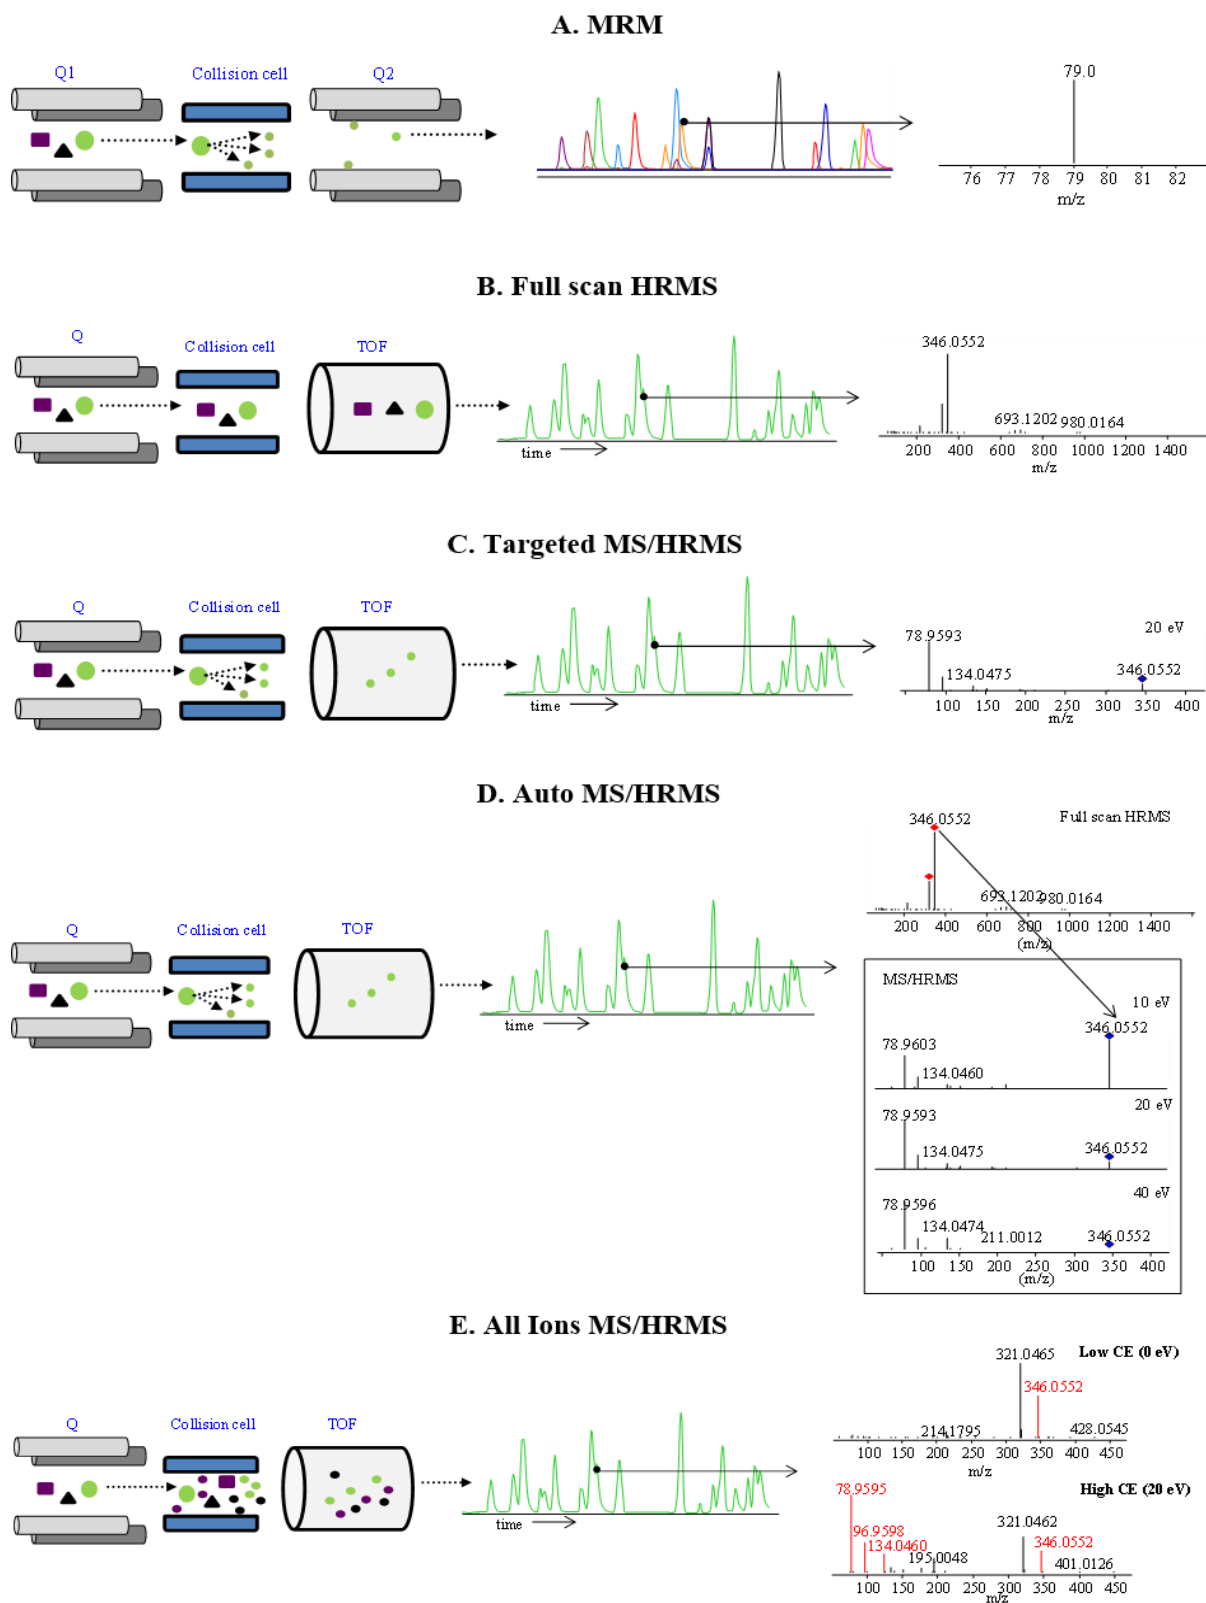 A. MRM
Q1 Collision cell Q2
79.0
76 77 78 79 80 81 82
m/z
B. Full scan HRMS
Q Collision cell TOF
346.0552
693.1202 980.0164
time
200 400 600 800 1000 1200 1400
m/z
C. Targeted MS/HRMS
Q Collision cell TOF
20 eV
78.9593
134.0475 346.0552
time
100 150 200 250 300 350 400
m/z
D. Auto MS/HRMS
346.0552 Full scan HRMS
693.1202 980.0164
200 400 600 800 1000 1200 1400
(m/z)
Q Collision cell TOF
time
MS/HRMS
10 eV
346.0552
78.9603
134.0460
20 eV
78.9593
134.0475 346.0552
40 eV
78.9596
134.0474 211.0012 346.0552
100 150 200 250 300 350 400
(m/z)
E. All Ions MS/HRMS
Low CE (0 eV)
321.0465
346.0552
214.1795 428.0545
100 150 200 250 300 350 400 450
m/z
Q Collision cell TOF
time
High CE (20 eV)
78.9595
321.0462
96.9598
134.0460 195.0048 346.0552
401.0126
100 150 200 250 300 350 400 450
m/z